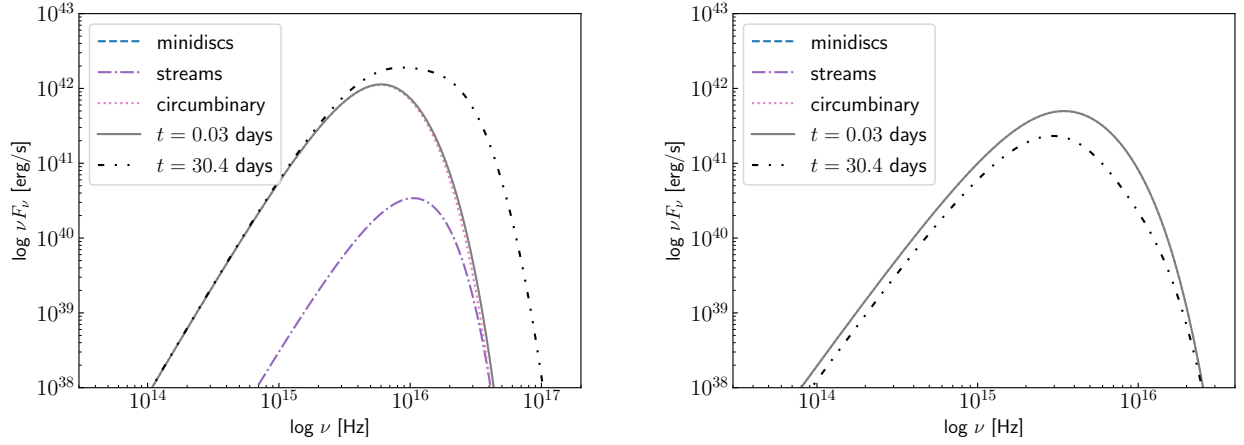 10^43
10^42
10^41
10^40
10^39
10^38
log νF_ν [erg/s]
minidiscs
streams
circumbinary
t = 0.03 days
t = 30.4 days
10^14
10^15
10^16
10^17
log ν [Hz]
10^43
10^42
10^41
10^40
10^39
10^38
log νF_ν [erg/s]
minidiscs
streams
circumbinary
t = 0.03 days
t = 30.4 days
10^14
10^15
10^16
log ν [Hz]